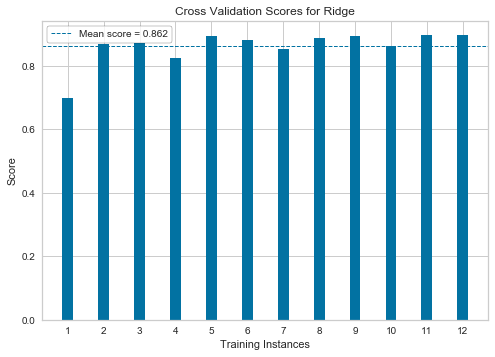 Cross Validation Scores for Ridge
Mean score = 0.862
Score
0.8
0.6
0.4
0.2
0.0
1 2 3 4 5 6 7 8 9 10 11 12
Training Instances